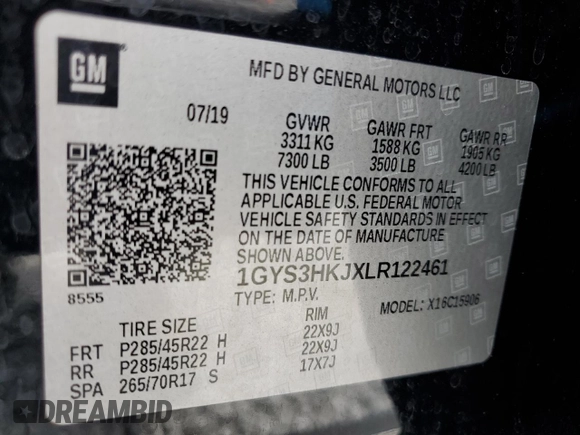 GM
MFD BY GENERAL MOTORS LLC
07/19 GVWR GAWR FRT GAWR RR
3311 KG 1588 KG 1905 KG
7300 LB 3500 LB 4200 LB
THIS VEHICLE CONFORMS TO ALL
APPLICABLE U.S. FEDERAL MOTOR
VEHICLE SAFETY STANDARDS IN EFFECT
ON THE DATE OF MANUFACTURE
SHOWN ABOVE.
8555
1GYS3HKJXLR122461
TYPE: M.P.V. MODEL: X16C15906
TIRE SIZE RIM
FRT P285/45R22 H 22X9J
RR P285/45R22 H 22X9J
SPA 265/70R17 S 17X7J
DREAMBID